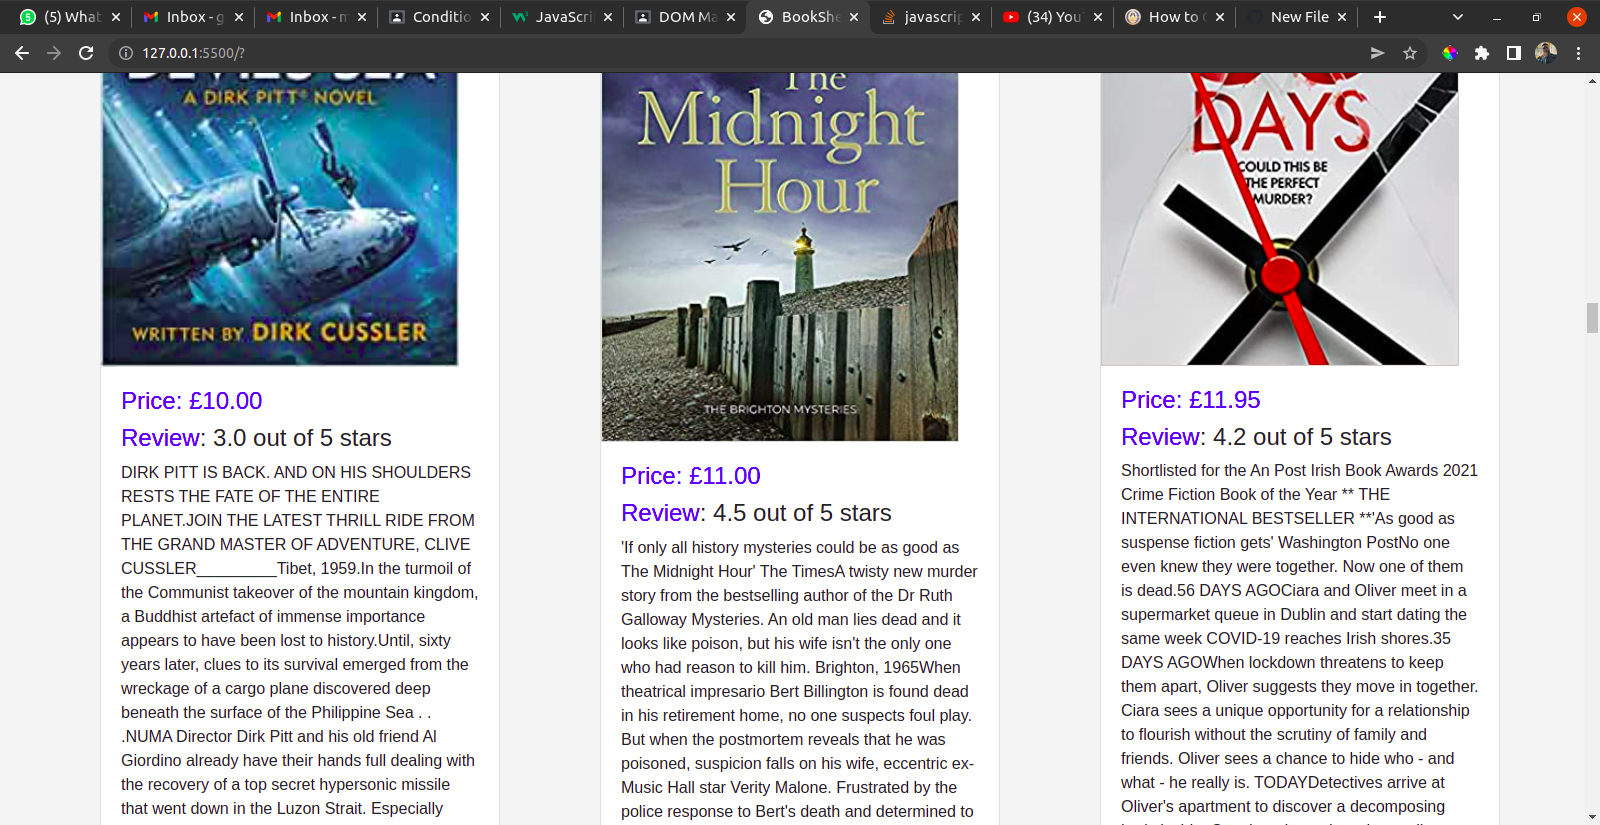 (5) What
Inbox - g
Inbox - m
Conditio
JavaScri
DOM Ma
BookShe
javascrip
(34) You
How to
New File
127.0.0.1:5500/?
A DIRK PITT® NOVEL
WRITTEN BY DIRK CUSSLER
Price: £10.00
Review: 3.0 out of 5 stars
DIRK PITT IS BACK. AND ON HIS SHOULDERS
RESTS THE FATE OF THE ENTIRE
PLANET.JOIN THE LATEST THRILL RIDE FROM
THE GRAND MASTER OF ADVENTURE, CLIVE
CUSSLER_________Tibet, 1959.In the turmoil of
the Communist takeover of the mountain kingdom,
a Buddhist artefact of immense importance
appears to have been lost to history.Until, sixty
years later, clues to its survival emerged from the
wreckage of a cargo plane discovered deep
beneath the surface of the Philippine Sea . .
.NUMA Director Dirk Pitt and his old friend Al
Giordino already have their hands full dealing with
the recovery of a top secret hypersonic missile
that went down in the Luzon Strait. Especially
The
Midnight
Hour
THE BRIGHTON MYSTERIES
Price: £11.00
Review: 4.5 out of 5 stars
'If only all history mysteries could be as good as
The Midnight Hour' The TimesA twisty new murder
story from the bestselling author of the Dr Ruth
Galloway Mysteries. An old man lies dead and it
looks like poison, but his wife isn't the only one
who had reason to kill him. Brighton, 1965When
theatrical impresario Bert Billington is found dead
in his retirement home, no one suspects foul play.
But when the postmortem reveals that he was
poisoned, suspicion falls on his wife, eccentric ex-
Music Hall star Verity Malone. Frustrated by the
police response to Bert's death and determined to
DAYS
COULD THIS BE
THE PERFECT
MURDER?
Price: £11.95
Review: 4.2 out of 5 stars
Shortlisted for the An Post Irish Book Awards 2021
Crime Fiction Book of the Year ** THE
INTERNATIONAL BESTSELLER **'As good as
suspense fiction gets' Washington PostNo one
even knew they were together. Now one of them
is dead.56 DAYS AGOCiara and Oliver meet in a
supermarket queue in Dublin and start dating the
same week COVID-19 reaches Irish shores.35
DAYS AGOWhen lockdown threatens to keep
them apart, Oliver suggests they move in together.
Ciara sees a unique opportunity for a relationship
to flourish without the scrutiny of family and
friends. Oliver sees a chance to hide who - and
what - he really is. TODAYDetectives arrive at
Oliver's apartment to discover a decomposing